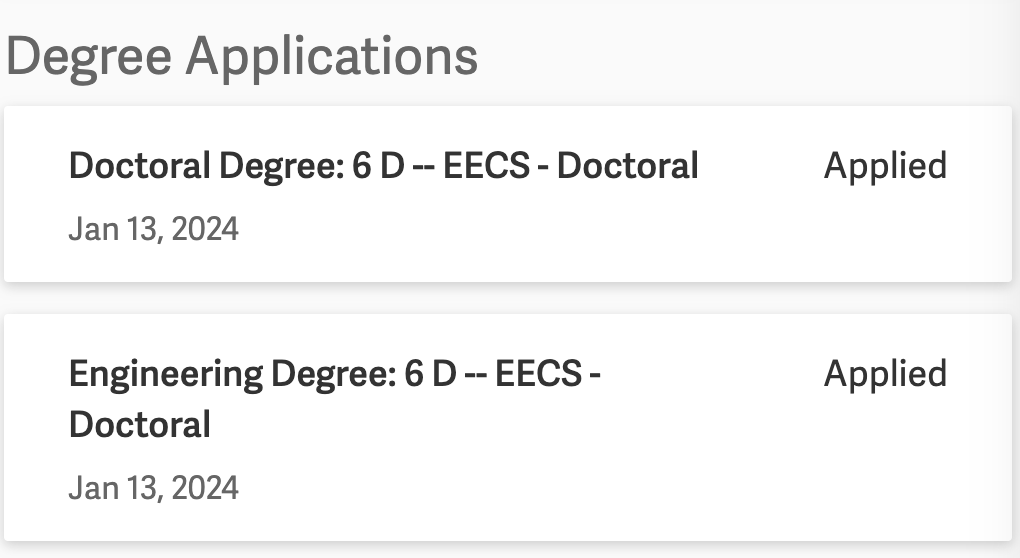 Degree Applications
Doctoral Degree: 6 D -- EECS - Doctoral
Applied
Jan 13, 2024
Engineering Degree: 6 D -- EECS -
Doctoral
Applied
Jan 13, 2024